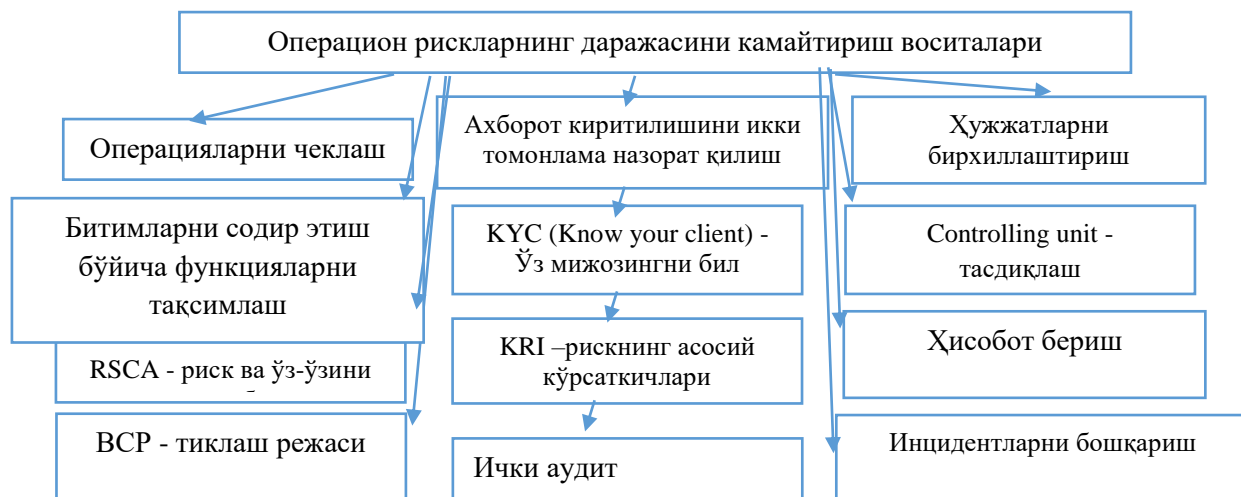 Операцион рискларнинг даражасини камайтириш воситалари
Операцияларни чеклаш
Битимларни содир этиш
бўйича функцияларни
тақсимлаш
RSCA - риск ва ўз-ўзини
BCP - тиклаш режаси
Ахборот киритилишини икки
томонлама назорат қилиш
KYC (Know your client) -
Ўз мижозингни бил
KRI –рискнинг асосий
кўрсаткичлари
Ички аудит
Ҳужжатларни
бирхиллаштириш
Controlling unit -
тасдиқлаш
Ҳисобот бериш
Инцидентларни бошқариш